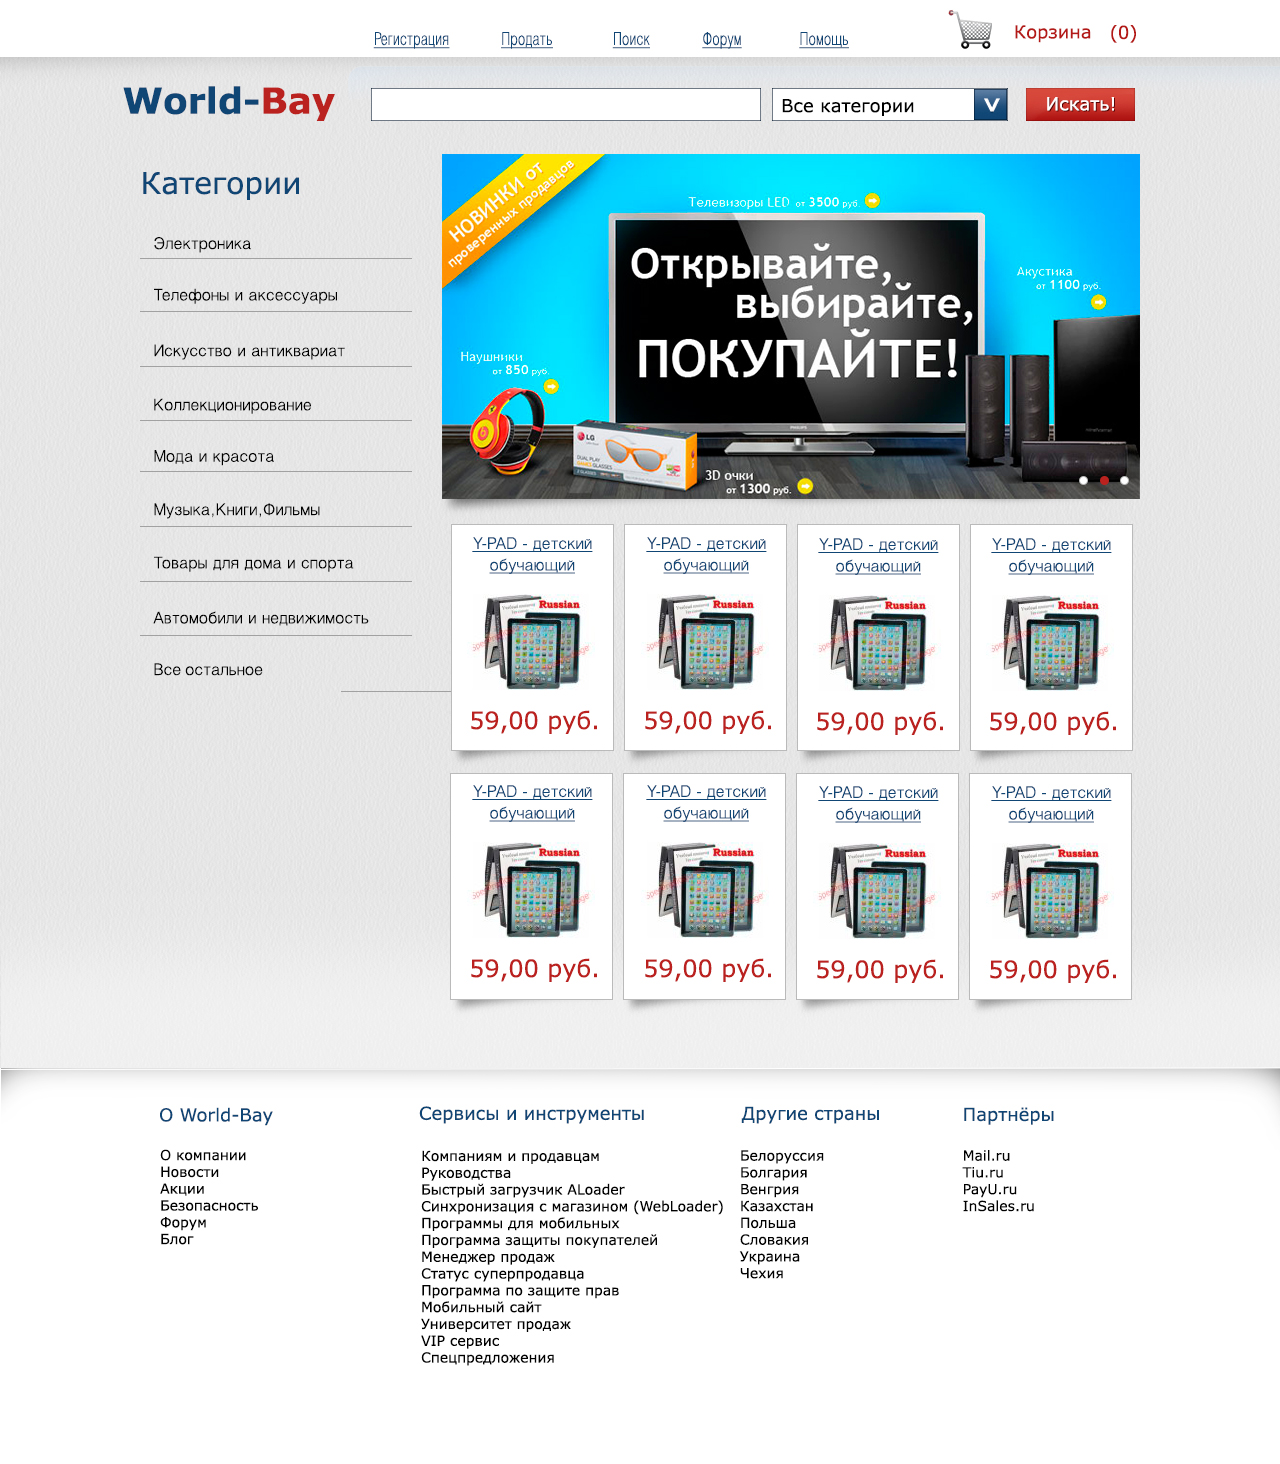 Регистрация Продать Поиск Форум Помощь Корзина (0)
World-Bay Все категории V Искать!
Категории
Электроника
Телефоны и аксессуары
Искусство и антиквариат
Коллекционирование
Мода и красота
Музыка,Книги,Фильмы
Товары для дома и спорта
Автомобили и недвижимость
Все остальное
НОВИНКИ от
проверенных продавцов
Телевизоры LED от 3500 руб.
Открывайте,
выбирайте,
ПОКУПАЙТЕ!
Акустика
от 1100 руб.
Наушники
от 850 руб.
LG
DUAL PLAY
PHILIPS
3D очки
от 1300 руб.
Y-PAD - детский
обучающий
Russian
59,00 руб.
Y-PAD - детский
обучающий
Russian
59,00 руб.
Y-PAD - детский
обучающий
Russian
59,00 руб.
Y-PAD - детский
обучающий
Russian
59,00 руб.
Y-PAD - детский
обучающий
Russian
59,00 руб.
Y-PAD - детский
обучающий
Russian
59,00 руб.
Y-PAD - детский
обучающий
Russian
59,00 руб.
Y-PAD - детский
обучающий
Russian
59,00 руб.
О World-Bay
О компании
Новости
Акции
Безопасность
Форум
Блог
Сервисы и инструменты
Компаниям и продавцам
Руководства
Быстрый загрузчик ALoader
Синхронизация с магазином (WebLoader)
Программы для мобильных
Программа защиты покупателей
Менеджер продаж
Статус суперпродавца
Программа по защите прав
Мобильный сайт
Университет продаж
VIP сервис
Спецпредложения
Другие страны
Белоруссия
Болгария
Венгрия
Казахстан
Польша
Словакия
Украина
Чехия
Партнёры
Mail.ru
Tiu.ru
PayU.ru
InSales.ru